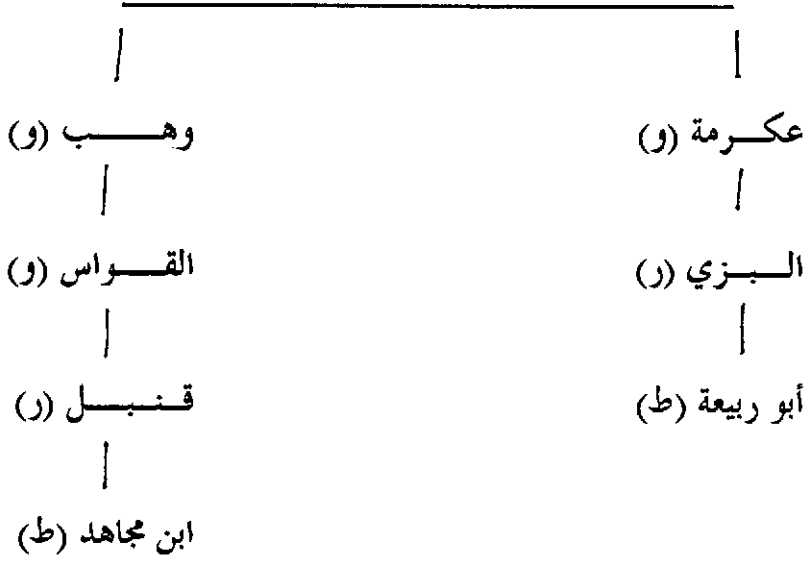 عكرمة (و) وهب (و)
البزي (ر) القواس (و)
أبو ربيعة (ط) قنبل (ر)
ابن مجاهد (ط)